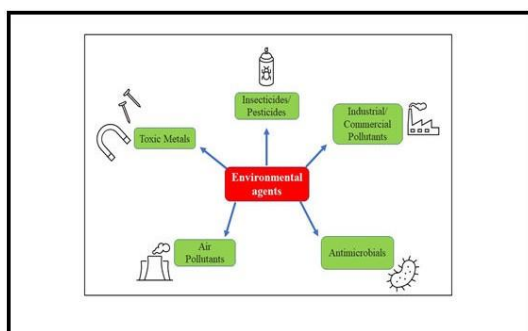 Insecticides/
Pesticides
Industrial/
Commercial
Pollutants
Toxic Metals
Environmental
agents
Air
Pollutants
Antimicrobials